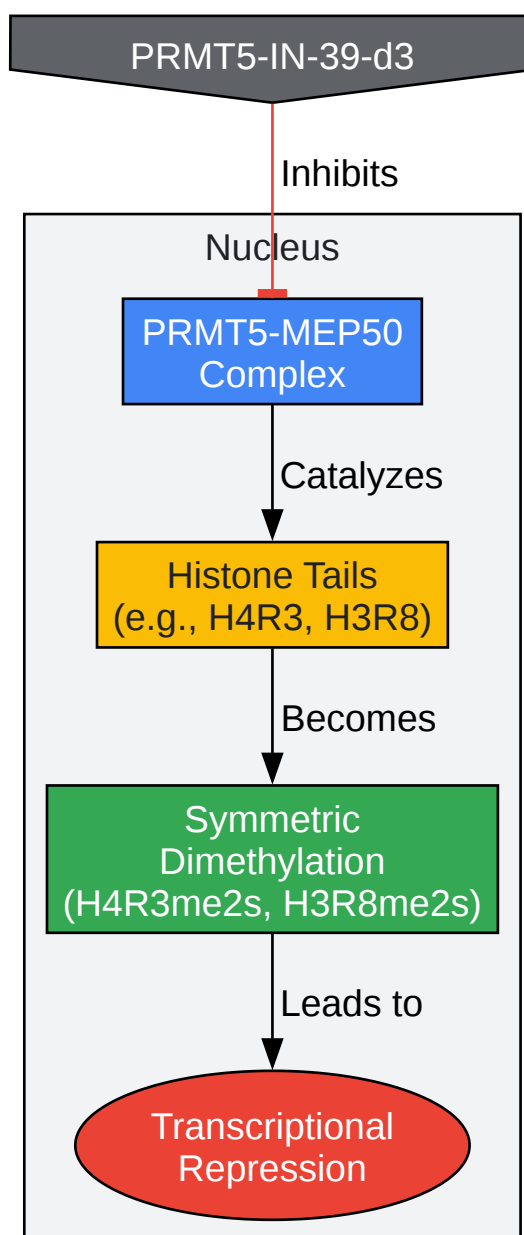 PRMT5-IN-39-d3
Inhibits
Nucleus
PRMT5-MEP50
Complex
Catalyzes
Histone Tails
(e.g., H4R3, H3R8)
Becomes
Symmetric
Dimethylation
(H4R3me2s, H3R8me2s)
Leads to
Transcriptional
Repression